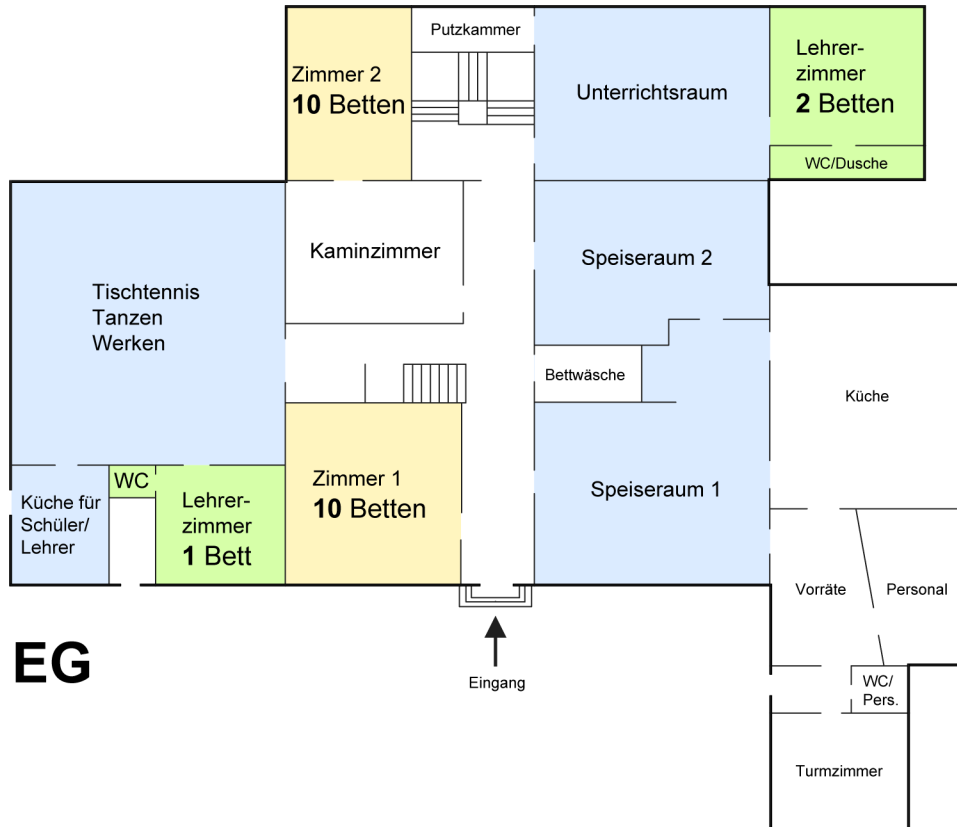 Putzkammer
Zimmer 2
10 Betten
Unterrichtsraum
Lehrer-
zimmer
2 Betten
WC/Dusche
Kaminzimmer
Speiseraum 2
Tischtennis
Tanzen
Werken
Bettwäsche
Küche
WC
Küche für
Schüler/
Lehrer
Lehrer-
zimmer
1 Bett
Zimmer 1
10 Betten
Speiseraum 1
Vorräte
Personal
EG
Eingang
WC/
Pers.
Turmzimmer